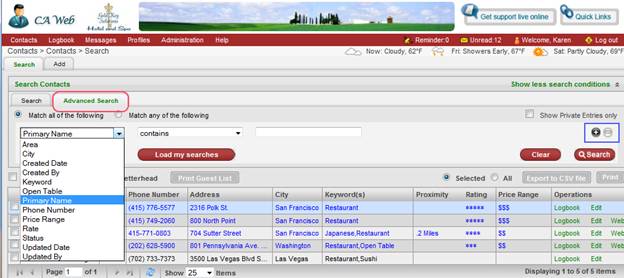 CA Web
Hotel and Spa
Get support live online
Quick Links
Contacts Logbook Messages Profiles Administration Help
Reminder:0 Unread:12 Welcome, Karen Log out
Contacts > Contacts > Search
Now: Cloudy, 62°F Fri: Showers Early, 67°F Sat: Partly Cloudy, 69°F
Search Add
Search Contacts Show less search conditions
Search Advanced Search
Match all of the following Match any of the following Show Private Entries only
Primary Name contains
Area
City
Created Date
Created By
Keyword
Open Table
Primary Name
Phone Number
Price Range
Rate
Status
Updated Date
Updated By
Load my searches Clear Search
etterhead Print Guest List Selected All Export to CSV file Print
Phone Number Address City Keyword(s) Proximity Rating Price Range Operations
(415) 776-5577 2316 Polk St. San Francisco Restaurant ***** $$$ Logbook Edit
(415) 749-2060 800 North Point San Francisco Restaurant ***** $$ Logbook Edit Web
415-771-0803 704 Sutter St San Francisco Japanese,Restaurant .2 Miles **** Logbook Edit Web
(202) 628-5900 801 Pennsylvania Ave. ... Washington Restaurant,Open Table *** Logbook Edit Web
(702) 733-7373 3500 Las Vegas Blvd S... Las Vegas Restaurant,Sushi Logbook Edit
Page 1 of 1 Show 25 Items Displaying 1 to 5 of 5 items